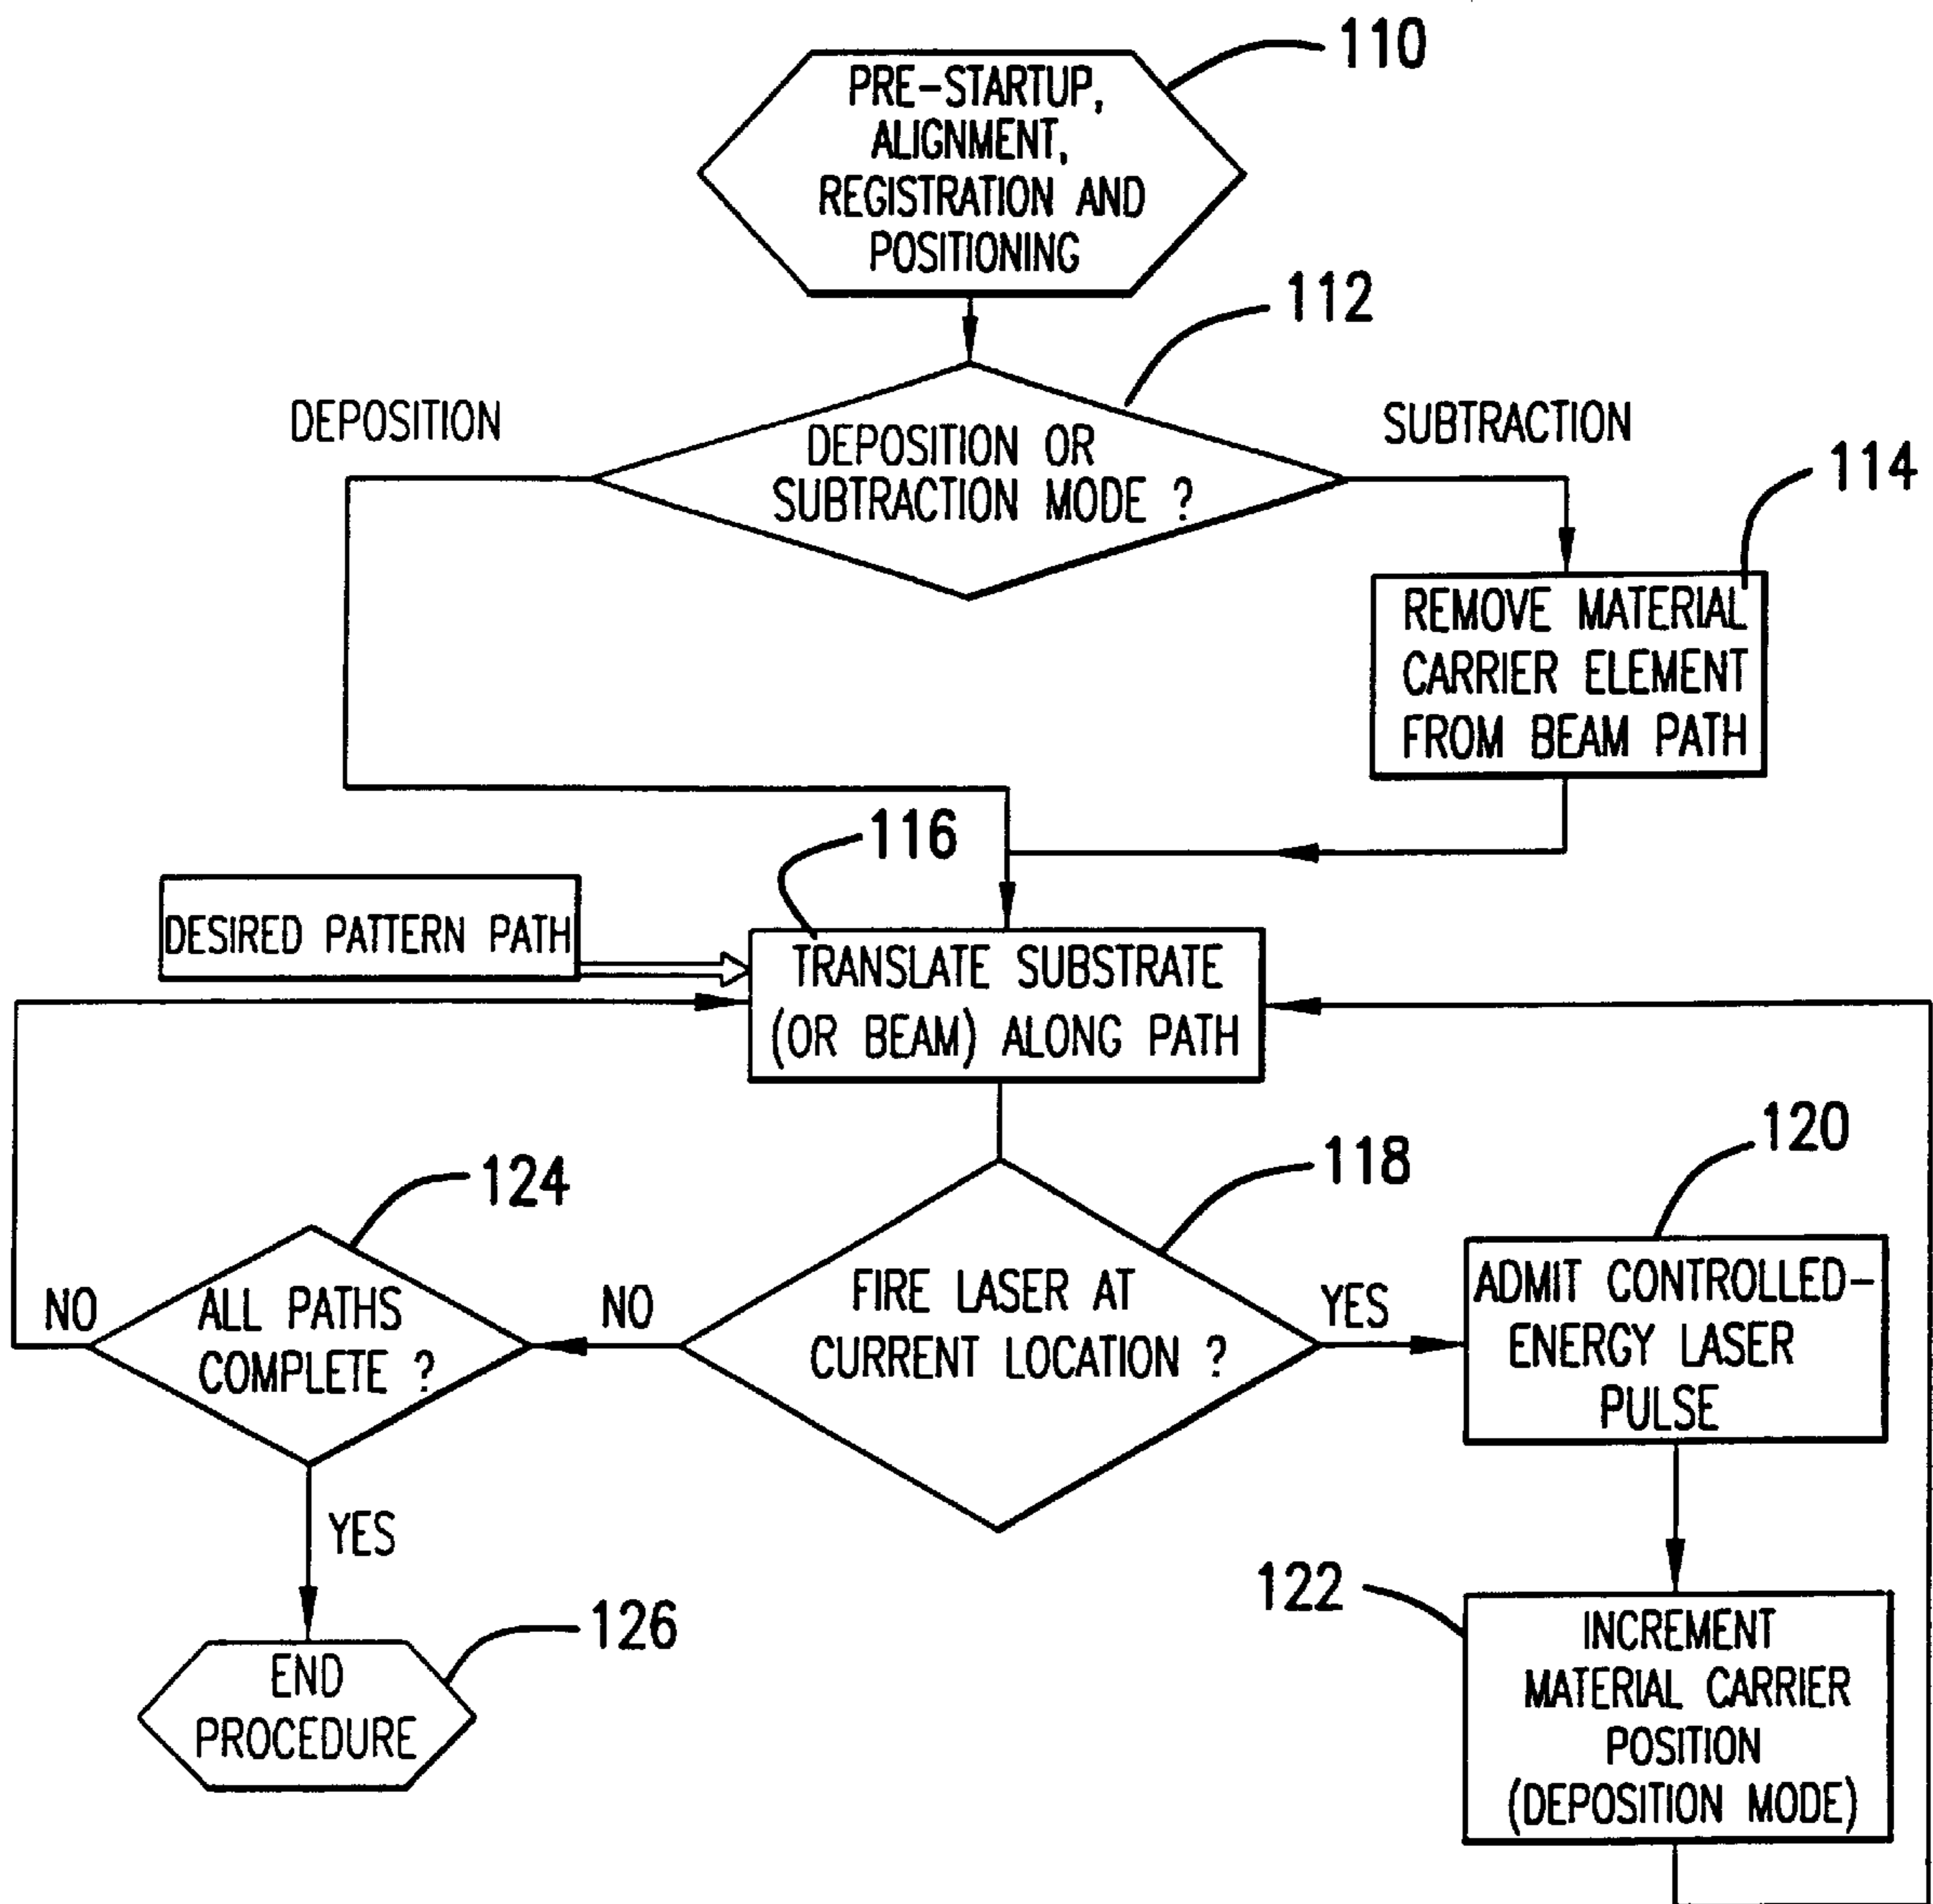 110
PRE-STARTUP,
ALIGNMENT,
REGISTRATION AND
POSITIONING
112
DEPOSITION
DEPOSITION OR
SUBTRACTION MODE ?
SUBTRACTION
114
REMOVE MATERIAL
CARRIER ELEMENT
FROM BEAM PATH
116
DESIRED PATTERN PATH
TRANSLATE SUBSTRATE
(OR BEAM) ALONG PATH
118
FIRE LASER AT
CURRENT LOCATION ?
YES
120
ADMIT CONTROLLED-
ENERGY LASER
PULSE
122
INCREMENT
MATERIAL CARRIER
POSITION
(DEPOSITION MODE)
NO
124
ALL PATHS
COMPLETE ?
NO
YES
126
END
PROCEDURE